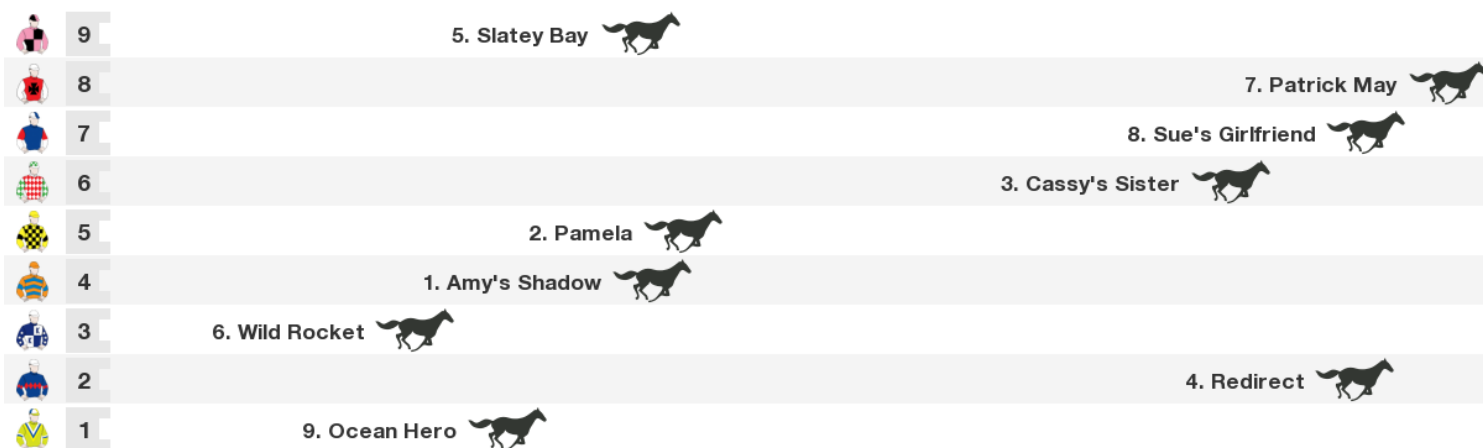 9 5. Slatey Bay
8 7. Patrick May
7 8. Sue's Girlfriend
6 3. Cassy's Sister
5 2. Pamela
4 1. Amy's Shadow
3 6. Wild Rocket
2 4. Redirect
1 9. Ocean Hero